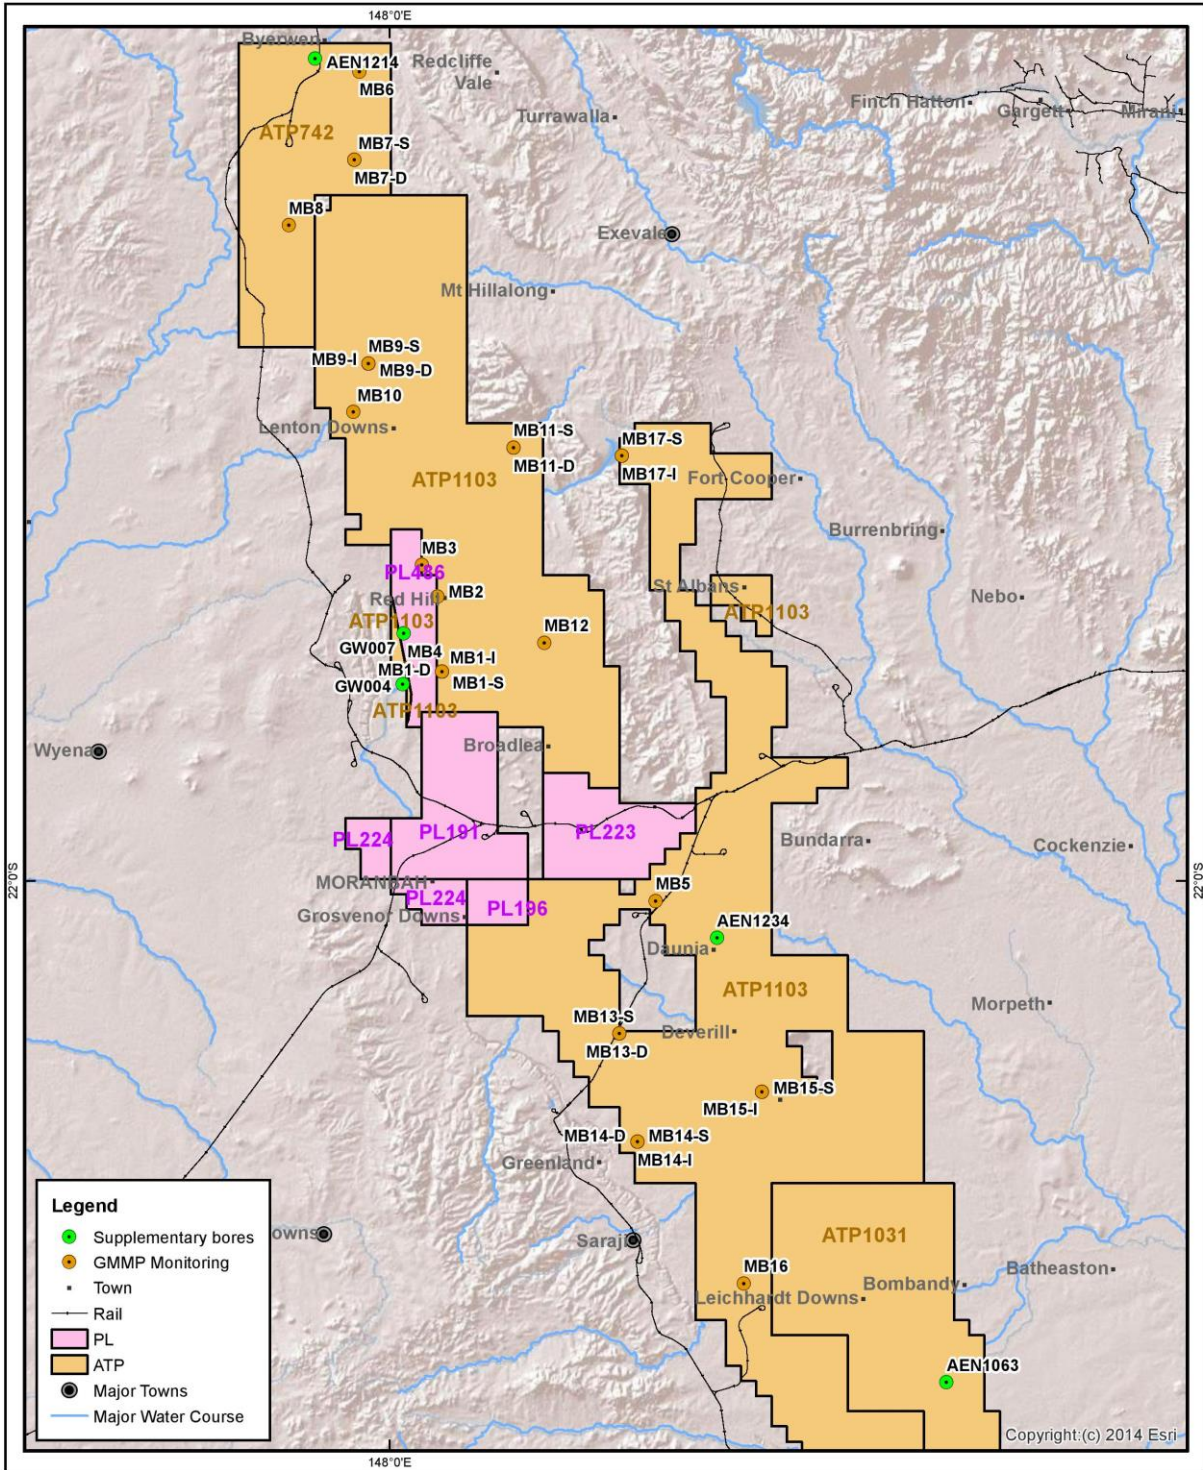 148°0'E
Byerwen
AEN1214
MB6
Redcliffe
Vale
Turrawalla
Finch Hatton
Gargett
Mirani
ATP742
MB7-S
MB7-D
MB8
Exevale
Mt Hillalong
MB9-I
MB9-S
MB9-D
MB10
Lenton Downs
MB11-S
MB11-D
MB17-S
MB17-I
ATP1103
Fort Cooper
Burrenbring
MB3
PL486
Red Hill
MB2
St Albans
ATP1103
Nebo
ATP1103
GW007
MB4
MB12
MB1-D
MB1-I
MB1-S
GW004
ATP1103
Wyena
Broadlea
PL224
PL191
PL223
Bundarra
Cockenzie
22°0'S
22°0'S
MORANBAH
PL224
PL196
Grosvenor Downs
MB5
AEN1234
Daunia
ATP1103
Morpeth
MB13-S
MB13-D
Deverill
MB15-S
MB15-I
MB14-D
MB14-S
MB14-I
Greenland
Legend
Supplementary bores
GMMP Monitoring
Town
Rail
PL
ATP
Major Towns
Major Water Course
owns
Saraji
ATP1031
MB16
Leichhardt Downs
Bombandy
Batheaston
AEN1063
Copyright:(c) 2014 Esri
148°0'E